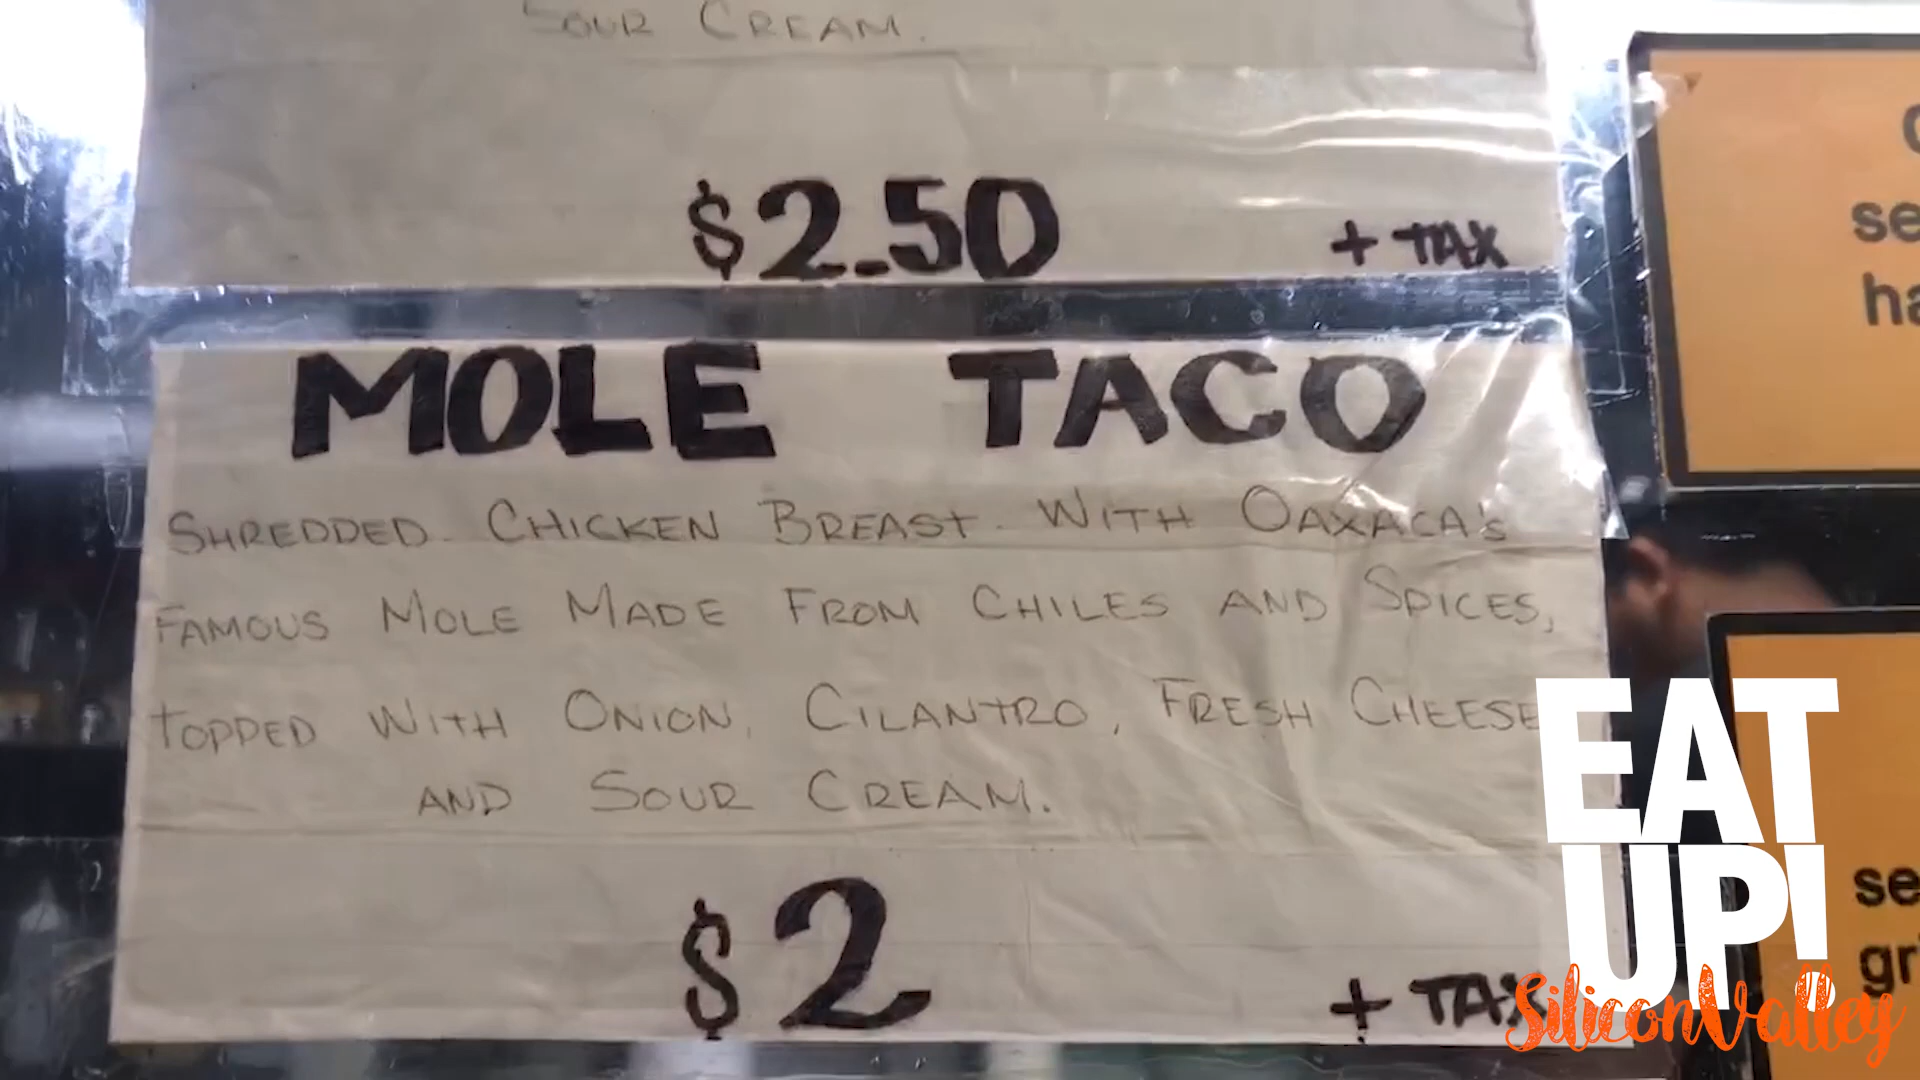 SOUR CREAM.
$2.50 + TAX
MOLE TACO
SHREDDED CHICKEN BREAST WITH OAXACA'S
FAMOUS MOLE MADE FROM CHILES AND SPICES,
TOPPED WITH ONION, CILANTRO, FRESH CHEESE
AND SOUR CREAM.
$2 + TAX
se
ha
se
gr
EAT
UP!
SiliconValley